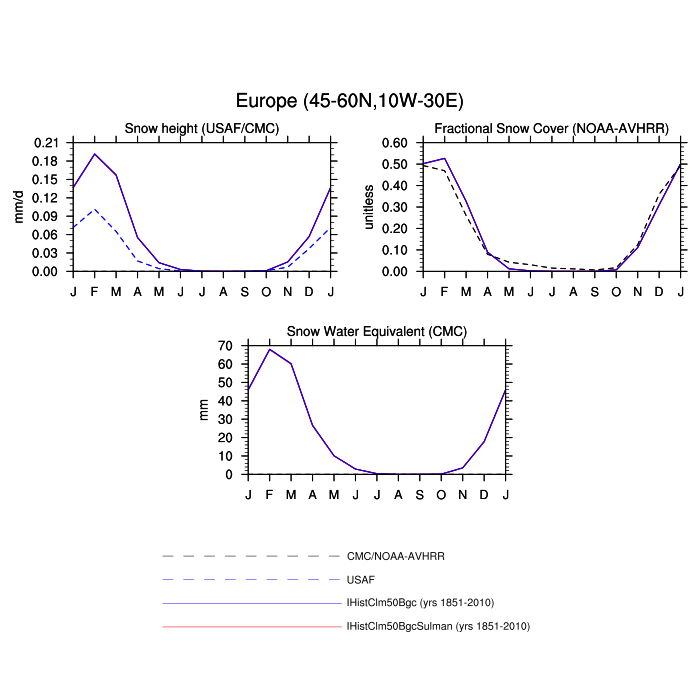 Europe (45-60N,10W-30E)
Snow height (USAF/CMC)
mm/d
0.21
0.18
0.15
0.12
0.09
0.06
0.03
0.00
J F M A M J J A S O N D J
Fractional Snow Cover (NOAA-AVHRR)
unitless
0.60
0.50
0.40
0.30
0.20
0.10
0.00
J F M A M J J A S O N D J
Snow Water Equivalent (CMC)
mm
70
60
50
40
30
20
10
0
J F M A M J J A S O N D J
CMC/NOAA-AVHRR
USAF
IHistClm50Bgc (yrs 1851-2010)
IHistClm50BgcSulman (yrs 1851-2010)